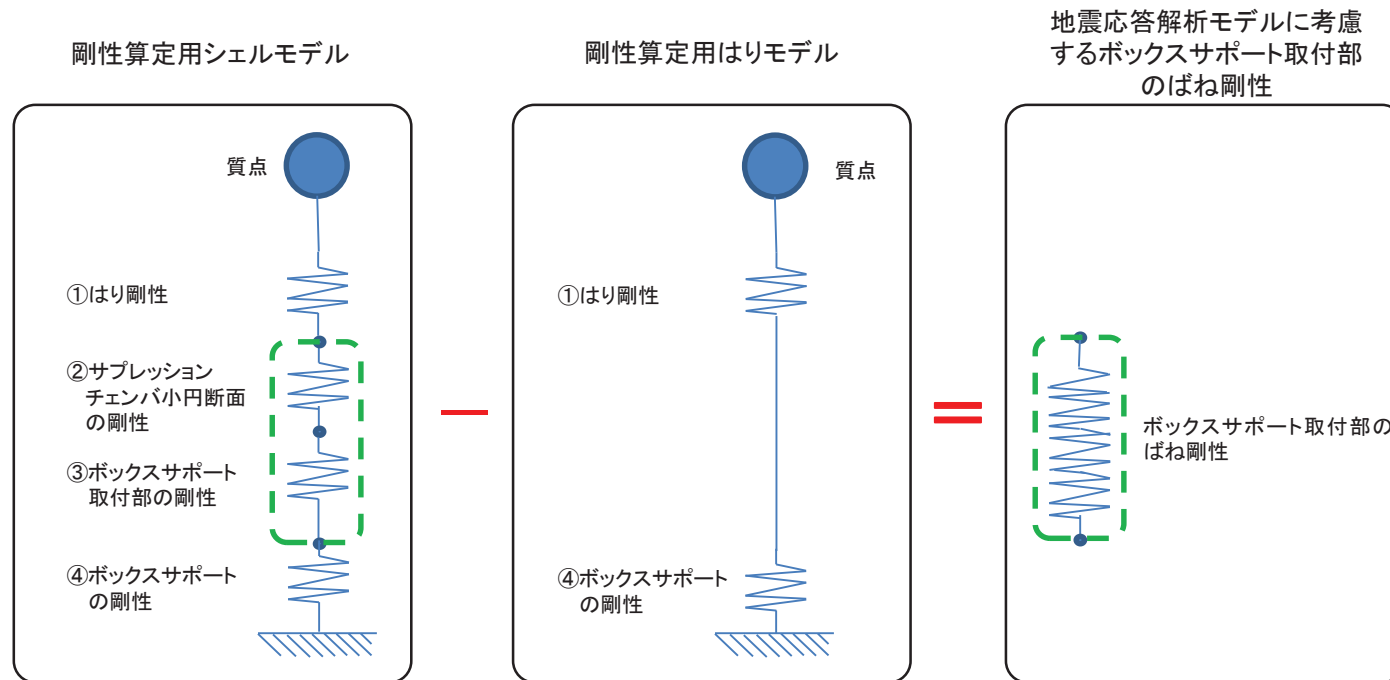 剛性算定用シェルモデル
剛性算定用はりモデル
地震応答解析モデルに考慮
するボックスサポート取付部
のばね剛性
質点
①はり剛性
②サプレッション
チェンバ小円断面
の剛性
③ボックスサポート
取付部の剛性
④ボックスサポート
の剛性
質点
①はり剛性
④ボックスサポート
の剛性
ボックスサポート取付部の
ばね剛性